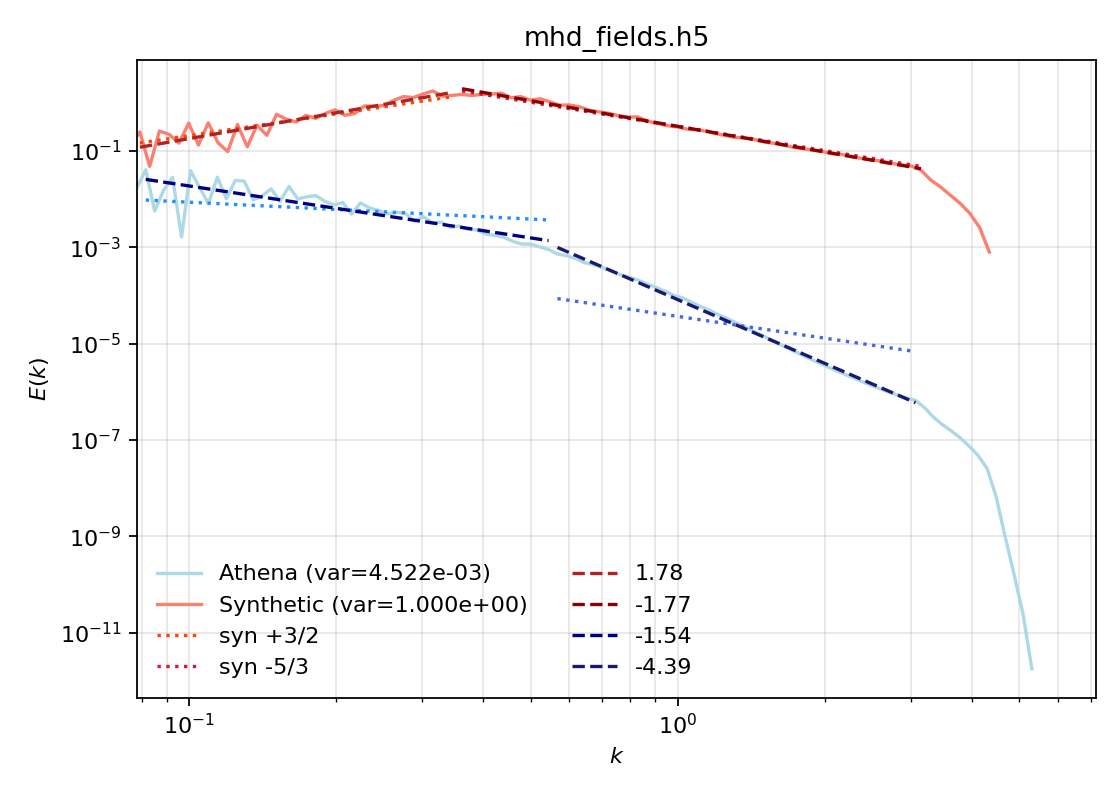 mhd_fields.h5
10⁻¹
10⁻³
10⁻⁵
10⁻⁷
10⁻⁹
10⁻¹¹
E(k)
Athena (var=4.522e-03)
Synthetic (var=1.000e+00)
syn +3/2
syn -5/3
1.78
-1.77
-1.54
-4.39
10⁻¹
10⁰
k